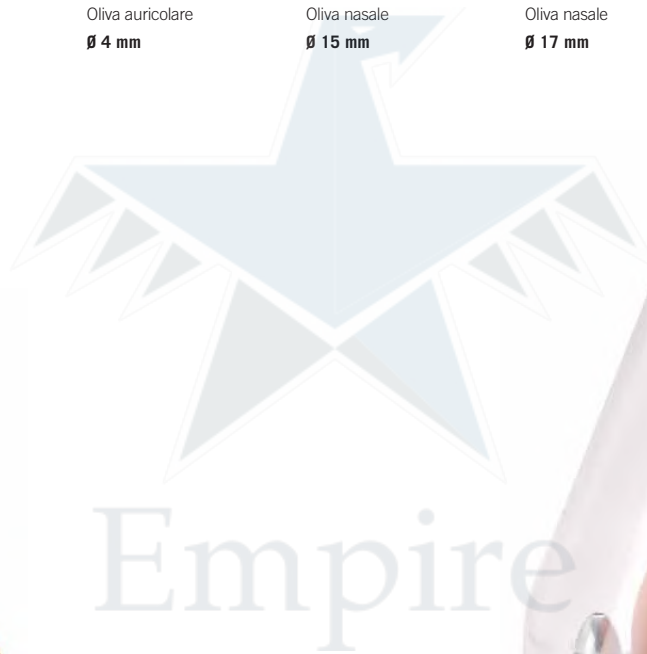 Oliva auricolare
Ø 4 mm
Oliva nasale
Ø 15 mm
Oliva nasale
Ø 17 mm
Empire